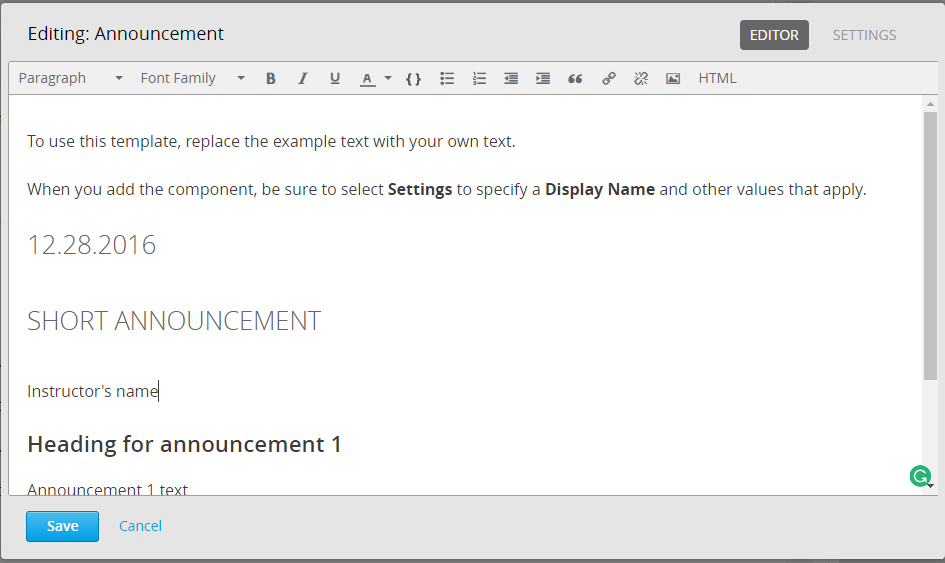 Editing: Announcement
EDITOR
SETTINGS
Paragraph Font Family B I U A {} “ HTML
To use this template, replace the example text with your own text.
When you add the component, be sure to select Settings to specify a Display Name and other values that apply.
12.28.2016
SHORT ANNOUNCEMENT
Instructor's name
Heading for announcement 1
Announcement 1 text
Save
Cancel